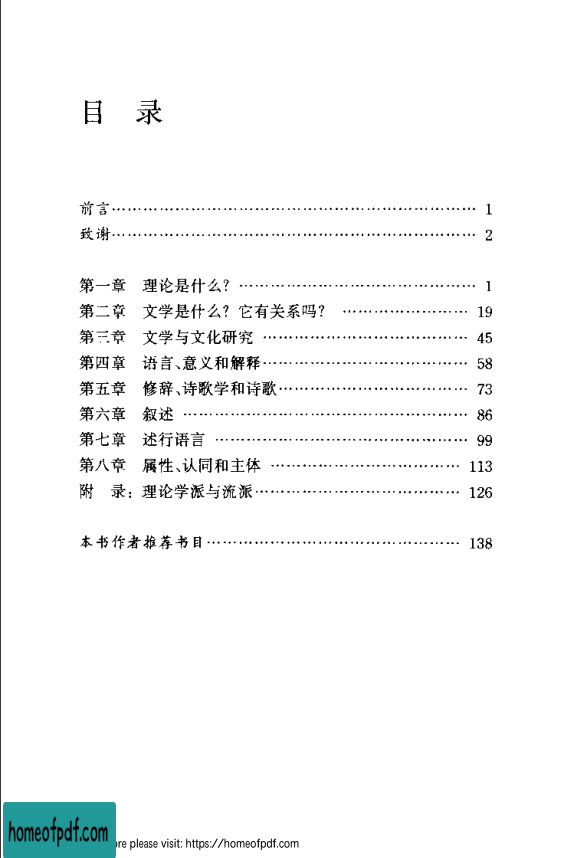 目 录
前言…………………………………………………………… 1
致谢…………………………………………………………… 2
第一章 理论是什么？……………………………………… 1
第二章 文学是什么？它有关系吗？…………………… 19
第三章 文学与文化研究………………………………… 45
第四章 语言、意义和解释……………………………… 58
第五章 修辞、诗歌学和诗歌…………………………… 73
第六章 叙述……………………………………………… 86
第七章 述行语言………………………………………… 99
第八章 属性、认同和主体……………………………… 113
附 录：理论学派与流派………………………………… 126
本书作者推荐书目………………………………………… 138
homeofpdf.com
please visit: https://homeofpdf.com